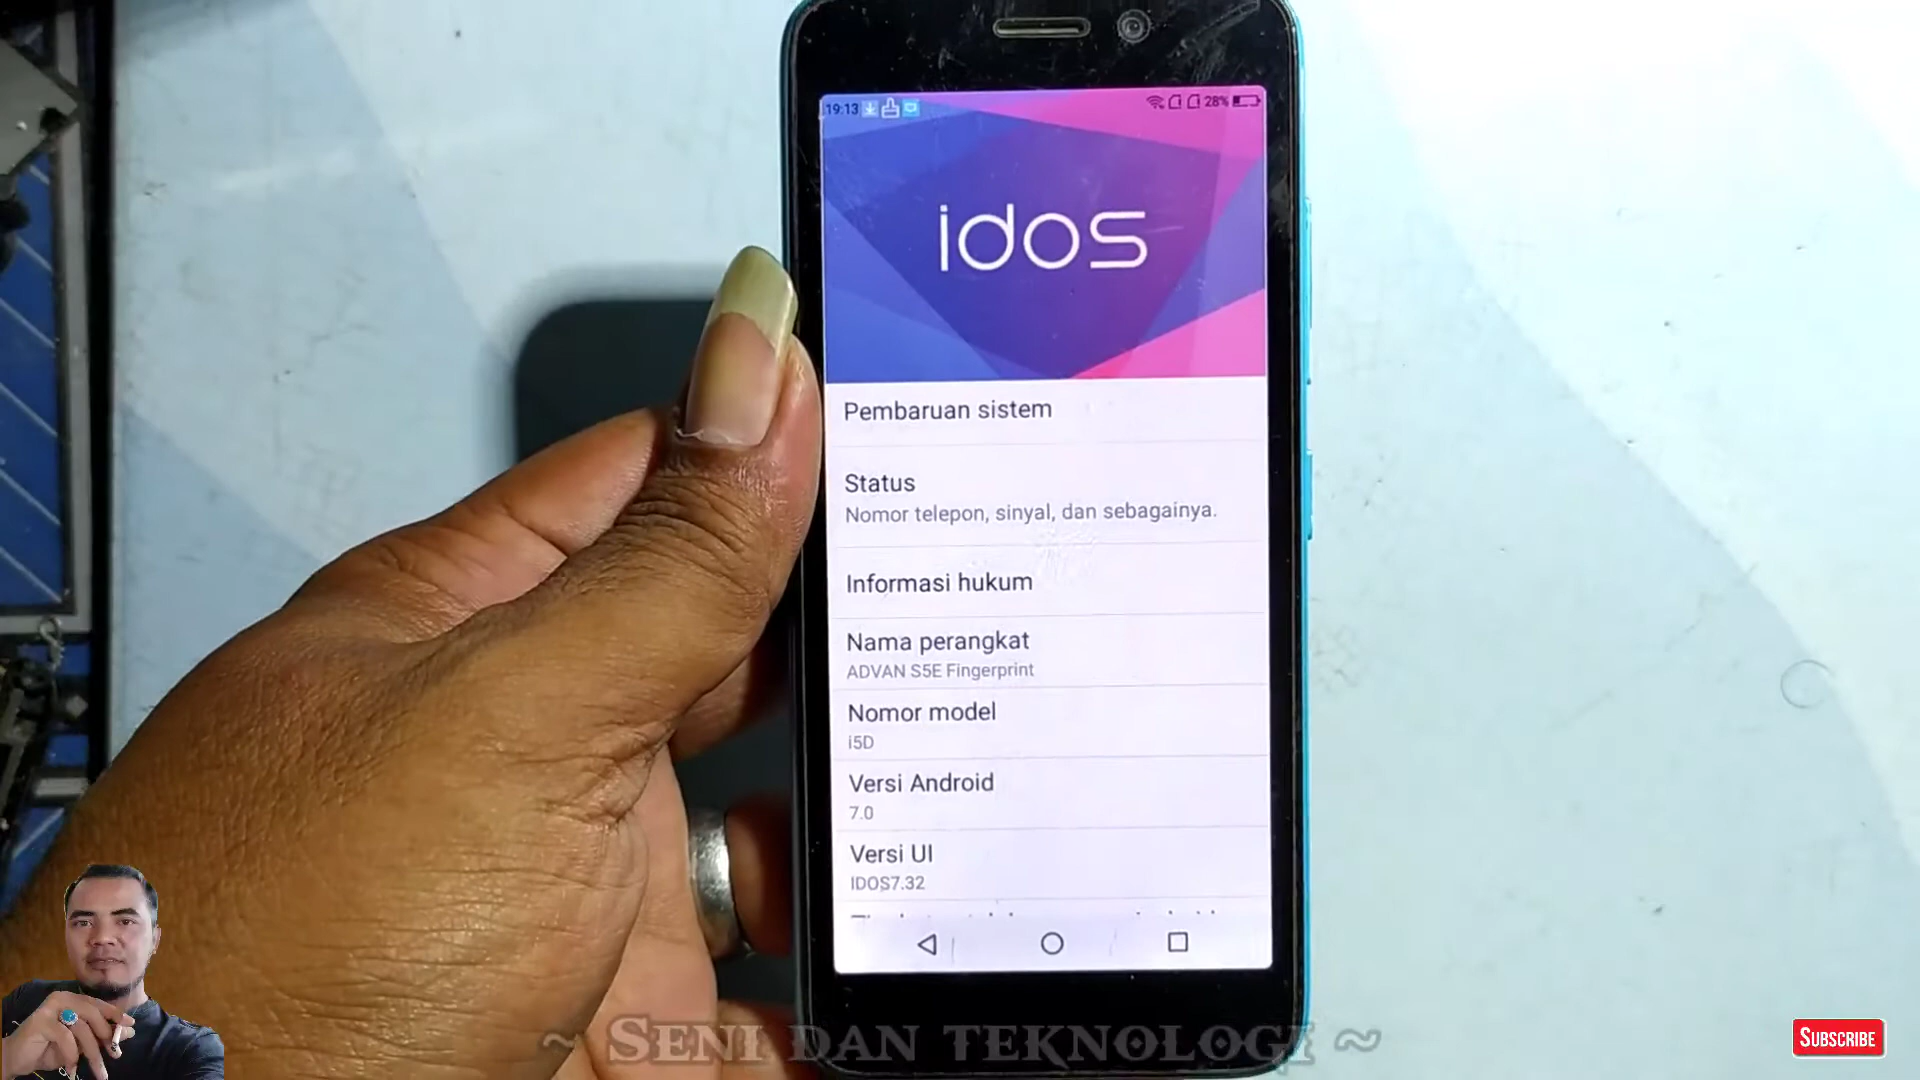 19:13
28%
idos
Pembaruan sistem
Status
Nomor telepon, sinyal, dan sebagainya.
Informasi hukum
Nama perangkat
ADVAN S5E Fingerprint
Nomor model
i5D
Versi Android
7.0
Versi UI
IDOS7.32
~ SENI DAN TEKNOLOGI ~
SUBSCRIBE